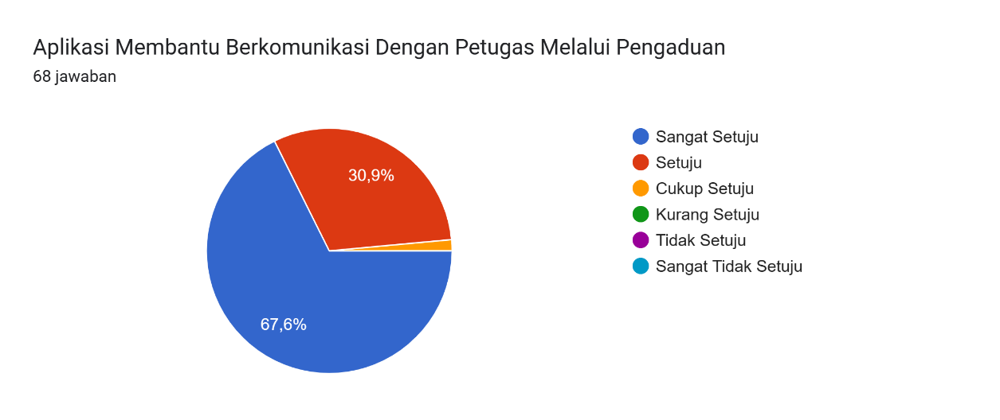 Aplikasi Membantu Berkomunikasi Dengan Petugas Melalui Pengaduan
68 jawaban
30,9%
67,6%
Sangat Setuju
Setuju
Cukup Setuju
Kurang Setuju
Tidak Setuju
Sangat Tidak Setuju